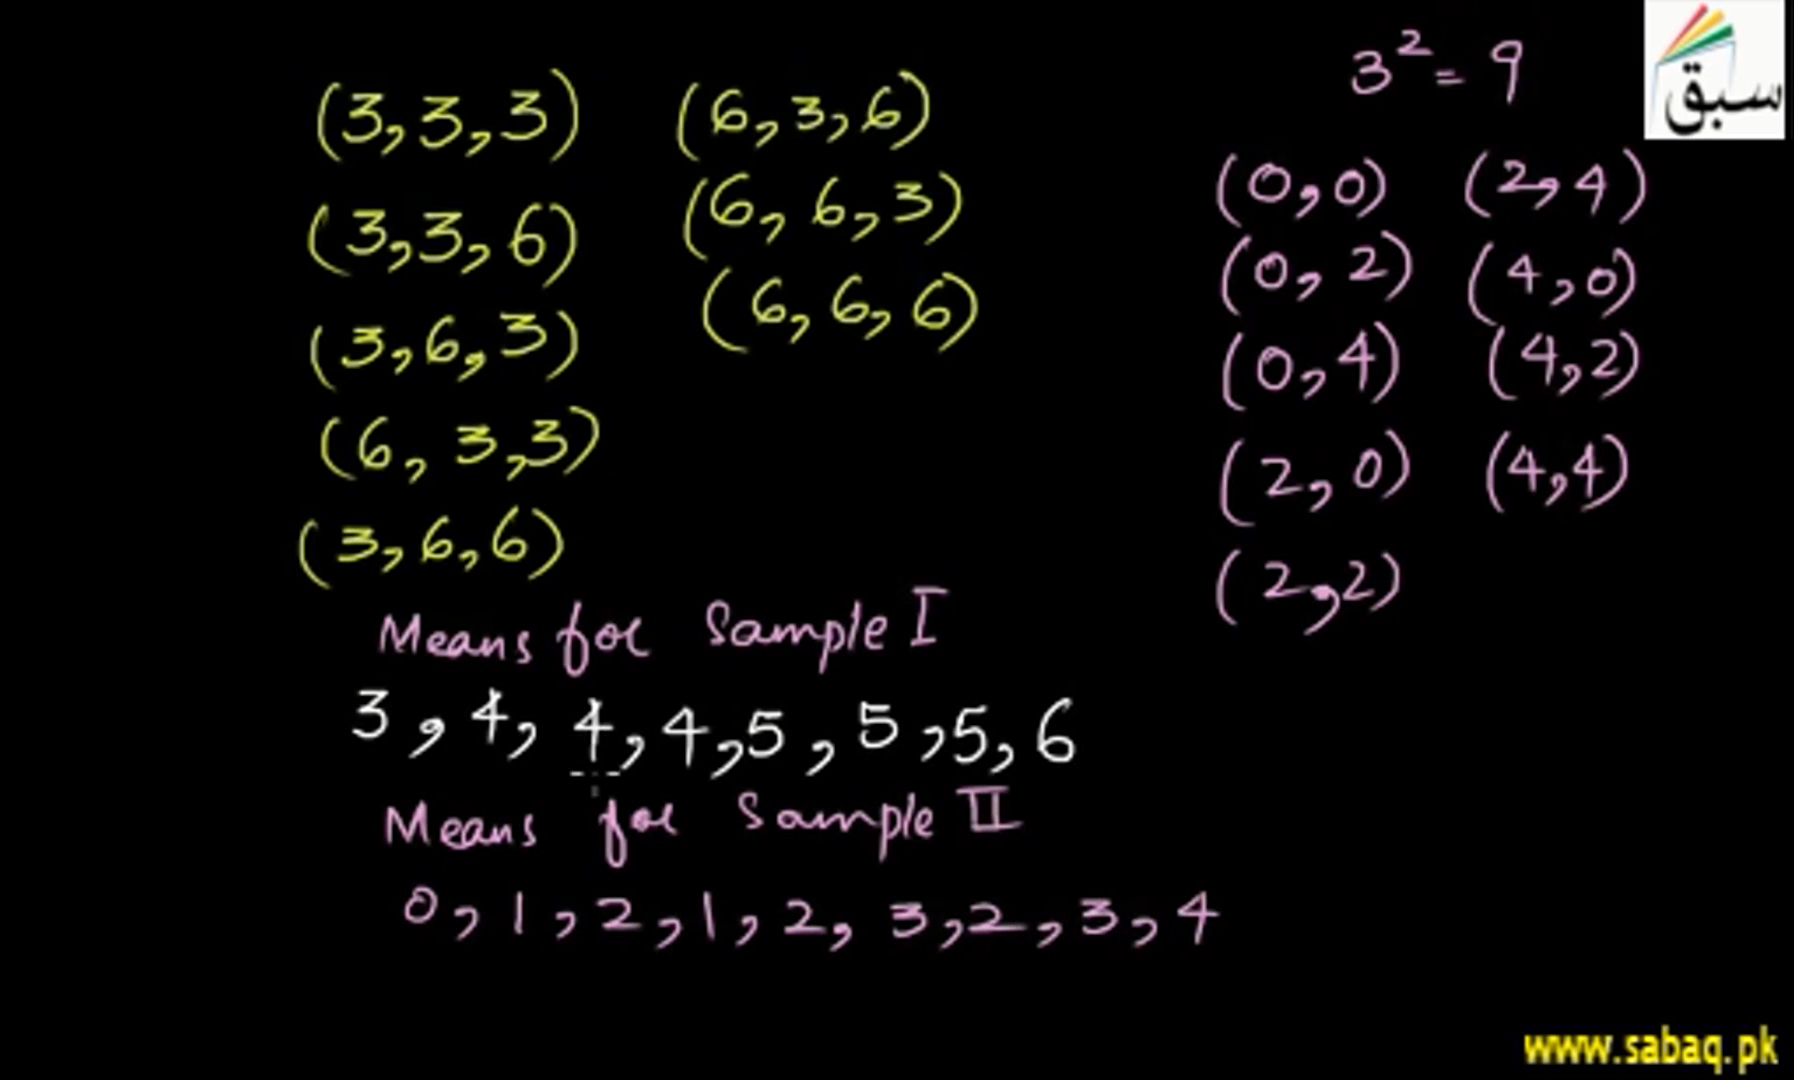 3² = 9
سبق
(3,3,3) (6,3,6)
(3,3,6) (6,6,3)
(3,6,3) (6,6,6)
(6,3,3)
(3,6,6)
(0,0) (2,4)
(0,2) (4,0)
(0,4) (4,2)
(2,0) (4,4)
(2,2)
Means for Sample I
3, 4, 4, 4, 5, 5, 5, 6
Means for Sample II
0, 1, 2, 1, 2, 3, 2, 3, 4
www.sabaq.pk